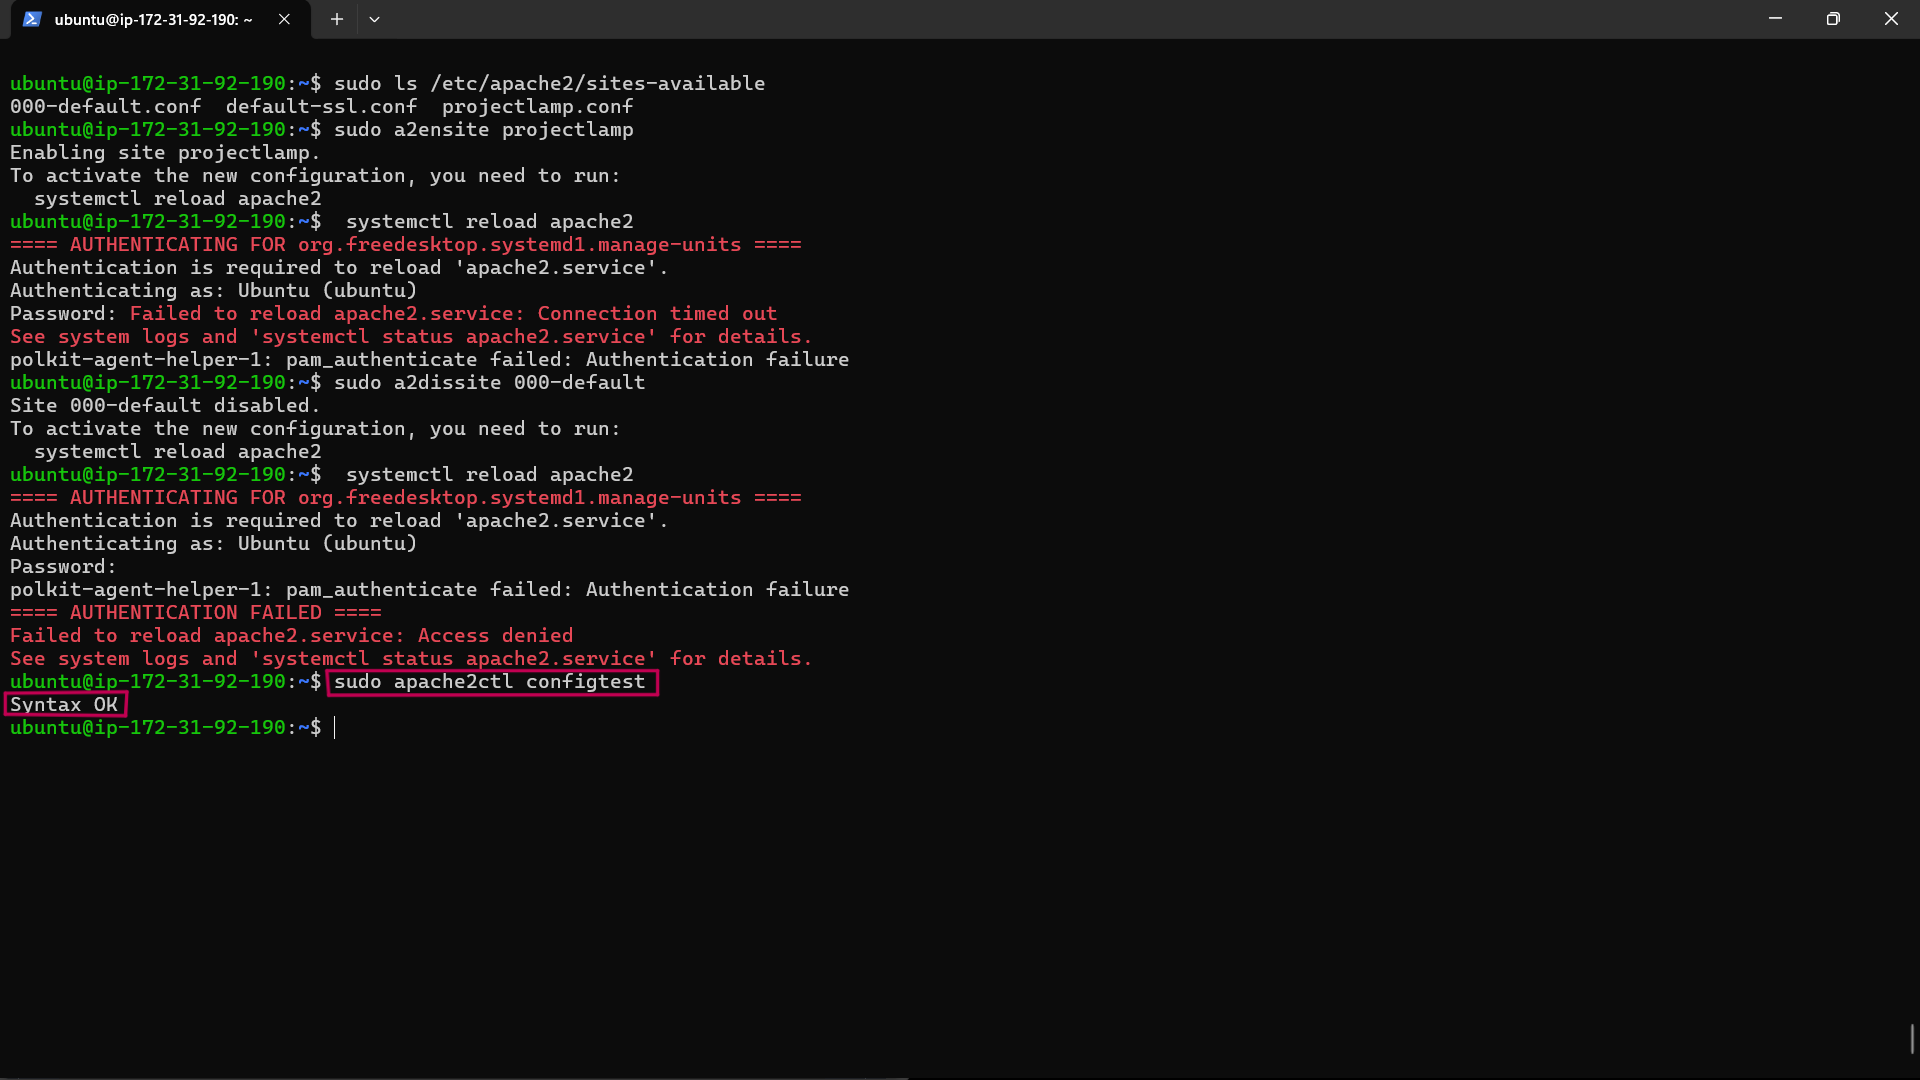 ubuntu@ip-172-31-92-190: ~
ubuntu@ip-172-31-92-190:~$ sudo ls /etc/apache2/sites-available
000-default.conf  default-ssl.conf  projectlamp.conf
ubuntu@ip-172-31-92-190:~$ sudo a2ensite projectlamp
Enabling site projectlamp.
To activate the new configuration, you need to run:
  systemctl reload apache2
ubuntu@ip-172-31-92-190:~$  systemctl reload apache2
==== AUTHENTICATING FOR org.freedesktop.systemd1.manage-units ====
Authentication is required to reload 'apache2.service'.
Authenticating as: Ubuntu (ubuntu)
Password: Failed to reload apache2.service: Connection timed out
See system logs and 'systemctl status apache2.service' for details.
polkit-agent-helper-1: pam_authenticate failed: Authentication failure
ubuntu@ip-172-31-92-190:~$ sudo a2dissite 000-default
Site 000-default disabled.
To activate the new configuration, you need to run:
  systemctl reload apache2
ubuntu@ip-172-31-92-190:~$  systemctl reload apache2
==== AUTHENTICATING FOR org.freedesktop.systemd1.manage-units ====
Authentication is required to reload 'apache2.service'.
Authenticating as: Ubuntu (ubuntu)
Password:
polkit-agent-helper-1: pam_authenticate failed: Authentication failure
==== AUTHENTICATION FAILED ====
Failed to reload apache2.service: Access denied
See system logs and 'systemctl status apache2.service' for details.
ubuntu@ip-172-31-92-190:~$ sudo apache2ctl configtest
Syntax OK
ubuntu@ip-172-31-92-190:~$